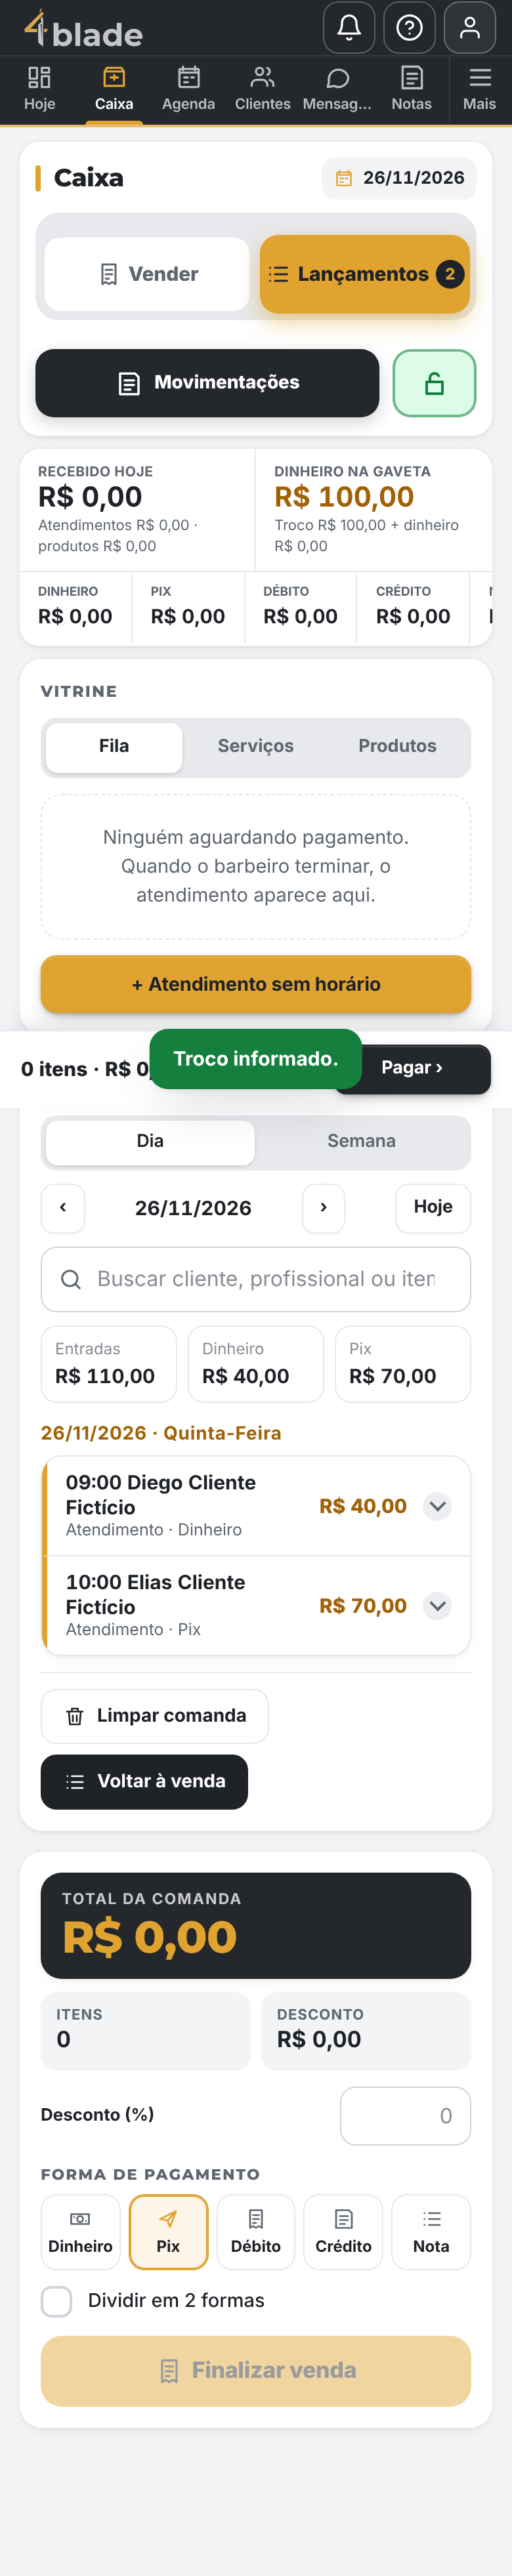 4blade
Hoje
Caixa
Agenda
Clientes
Mensag...
Notas
Mais
Caixa
26/11/2026
Vender
Lançamentos 2
Movimentações
RECEBIDO HOJE
R$ 0,00
Atendimentos R$ 0,00 ·
produtos R$ 0,00
DINHEIRO NA GAVETA
R$ 100,00
Troco R$ 100,00 + dinheiro
R$ 0,00
DINHEIRO
R$ 0,00
PIX
R$ 0,00
DÉBITO
R$ 0,00
CRÉDITO
R$ 0,00
VITRINE
Fila
Serviços
Produtos
Ninguém aguardando pagamento.
Quando o barbeiro terminar, o
atendimento aparece aqui.
+ Atendimento sem horário
0 itens · R$ 0,
Troco informado.
Pagar ›
Dia
Semana
‹
26/11/2026
›
Hoje
Buscar cliente, profissional ou iten
Entradas
R$ 110,00
Dinheiro
R$ 40,00
Pix
R$ 70,00
26/11/2026 · Quinta-Feira
09:00 Diego Cliente
Fictício
Atendimento · Dinheiro
R$ 40,00
10:00 Elias Cliente
Fictício
Atendimento · Pix
R$ 70,00
Limpar comanda
Voltar à venda
TOTAL DA COMANDA
R$ 0,00
ITENS
0
DESCONTO
R$ 0,00
Desconto (%)
0
FORMA DE PAGAMENTO
Dinheiro
Pix
Débito
Crédito
Nota
Dividir em 2 formas
Finalizar venda